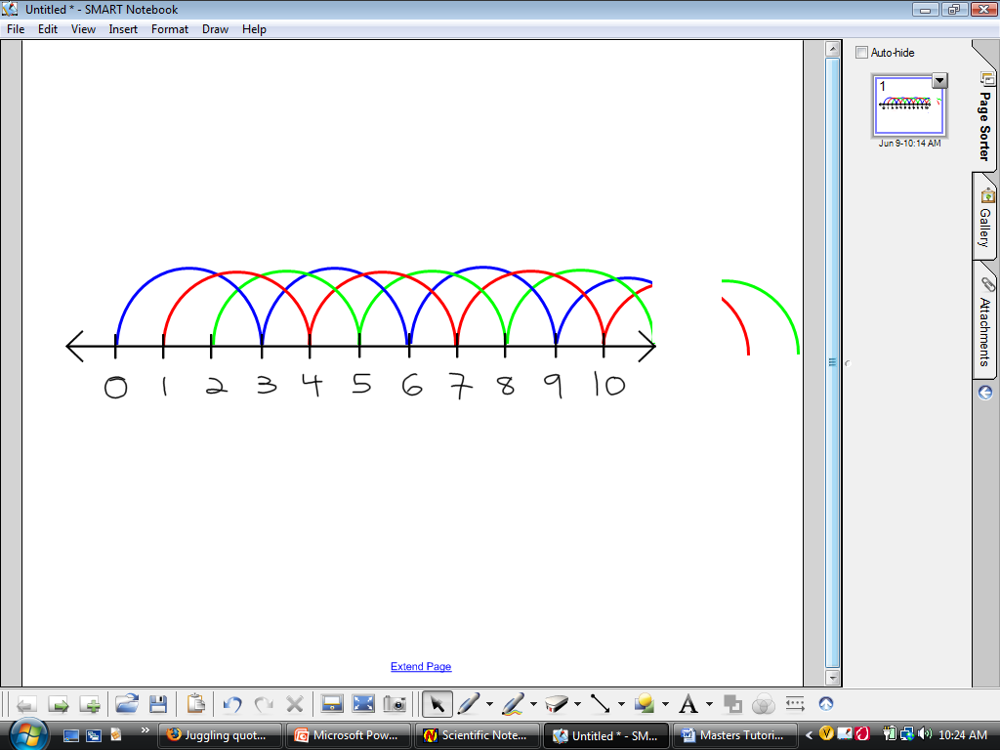 Untitled * - SMART Notebook
File Edit View Insert Format Draw Help
Auto-hide
1
Jun 9-10:14 AM
Page Sorter
Gallery
Attachments
0 1 2 3 4 5 6 7 8 9 10
Extend Page
A
Juggling quot...
Microsoft Pow...
Scientific Note...
Untitled * - SM...
Masters Tutori...
10:24 AM